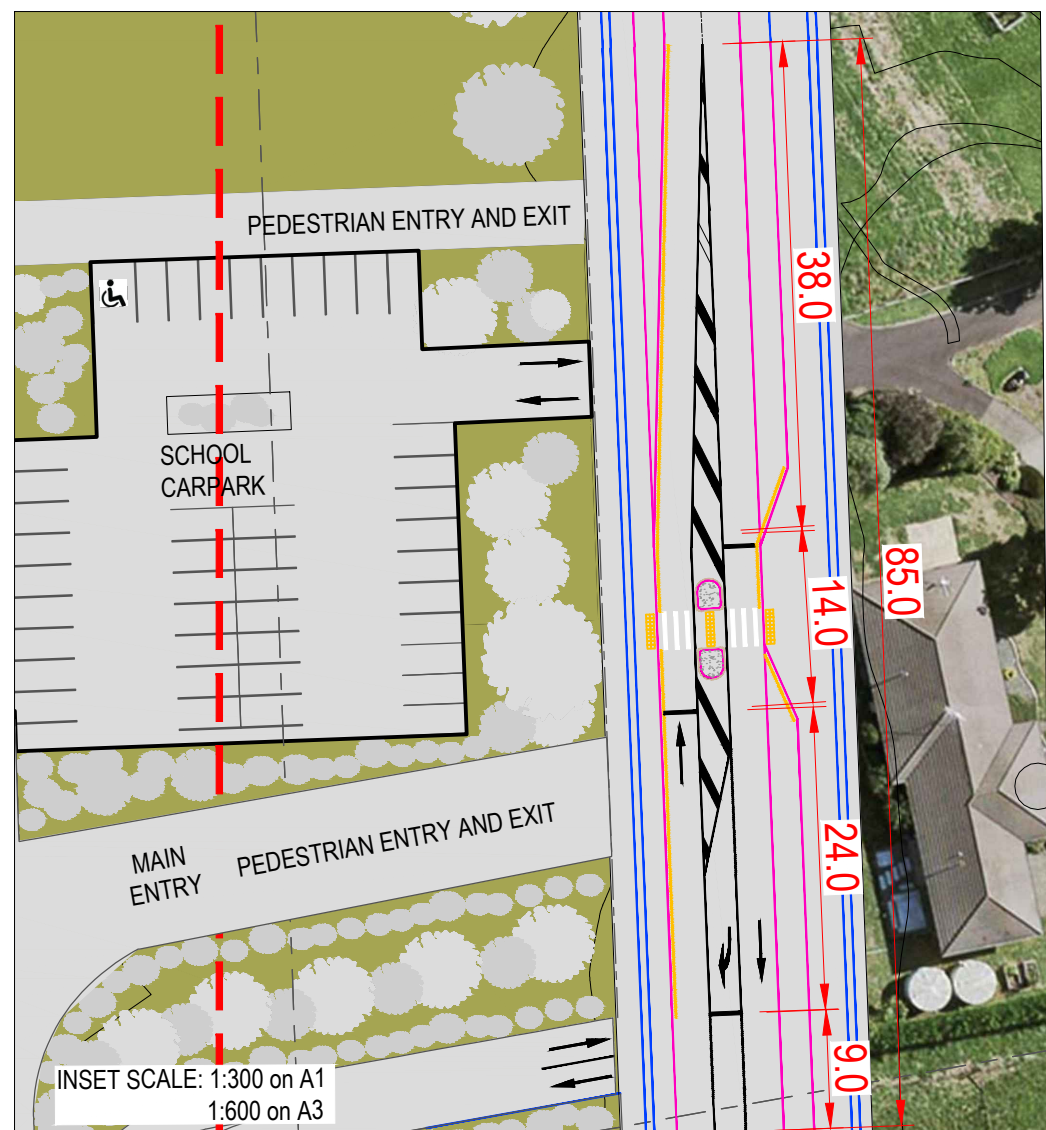 PEDESTRIAN ENTRY AND EXIT
38.0
SCHOOL
CARPARK
85.0
14.0
24.0
PEDESTRIAN ENTRY AND EXIT
MAIN
ENTRY
9.0
INSET SCALE: 1:300 on A1
1:600 on A3